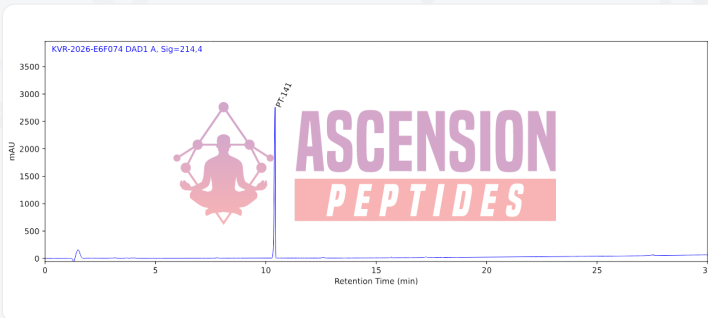 KVR-2026-E6F074 DAD1 A, Sig=214,4
PT-141
ASCENSION
PEPTIDES
mAU
3500
3000
2500
2000
1500
1000
500
0
0 5 10 15 20 25 30
Retention Time (min)